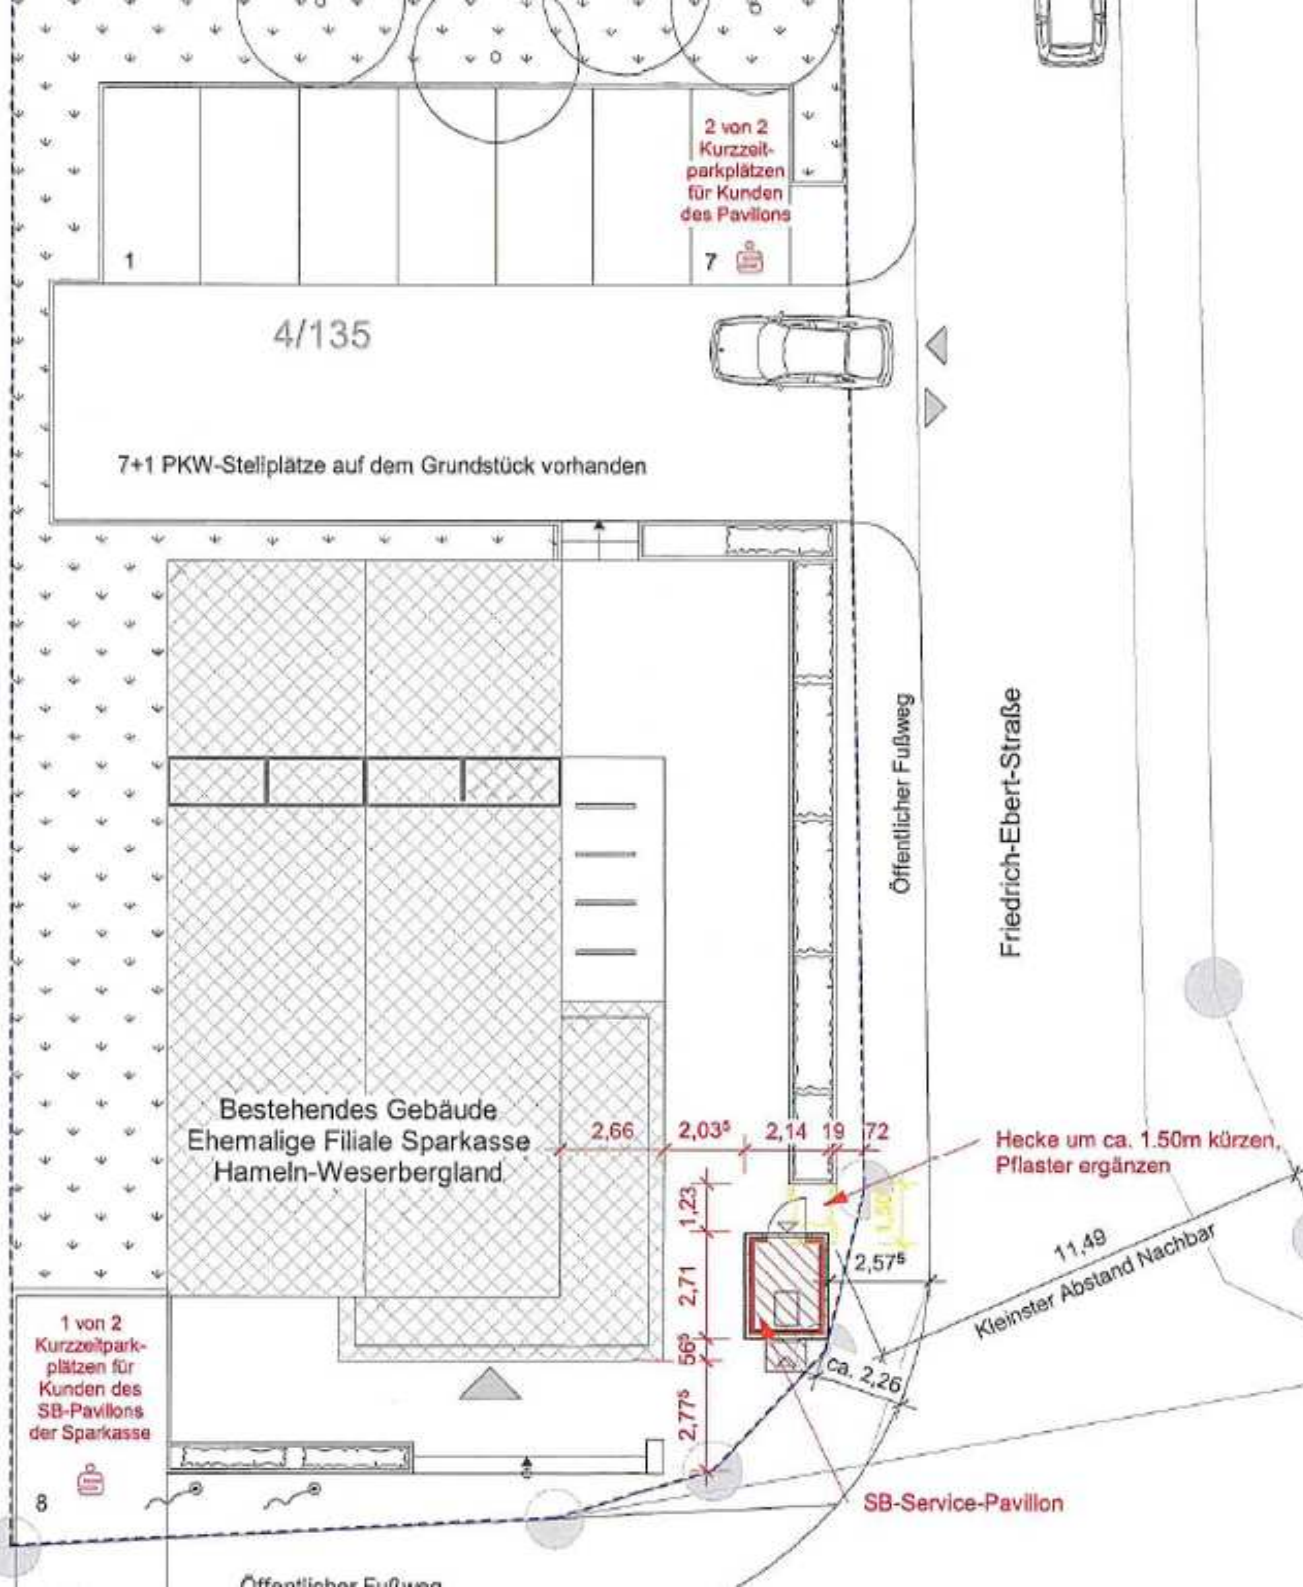 2 von 2
Kurzzeit-
parkplätzen
für Kunden
des Pavillons
1
7
4/135
7+1 PKW-Stellplätze auf dem Grundstück vorhanden
Öffentlicher Fußweg
Friedrich-Ebert-Straße
Bestehendes Gebäude
Ehemalige Filiale Sparkasse
Hameln-Weserbergland
2,66
2,03⁵
2,14
19
72
Hecke um ca. 1.50m kürzen,
Pflaster ergänzen
1,23
1,50
2,71
2,57⁵
11,49
Kleinster Abstand Nachbar
56⁵
ca. 2,26
2,77⁵
1 von 2
Kurzzeitpark-
plätzen für
Kunden des
SB-Pavillons
der Sparkasse
8
SB-Service-Pavillon
Öffentlicher Fußweg